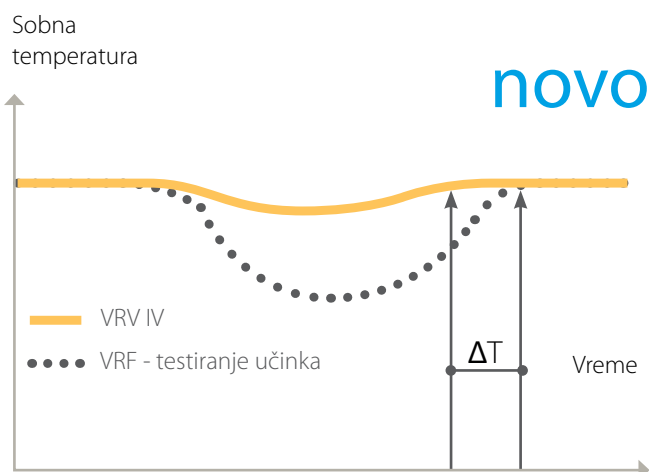 Sobna
temperatura
novo
VRV IV
VRF - testiranje učinka
ΔT
Vreme